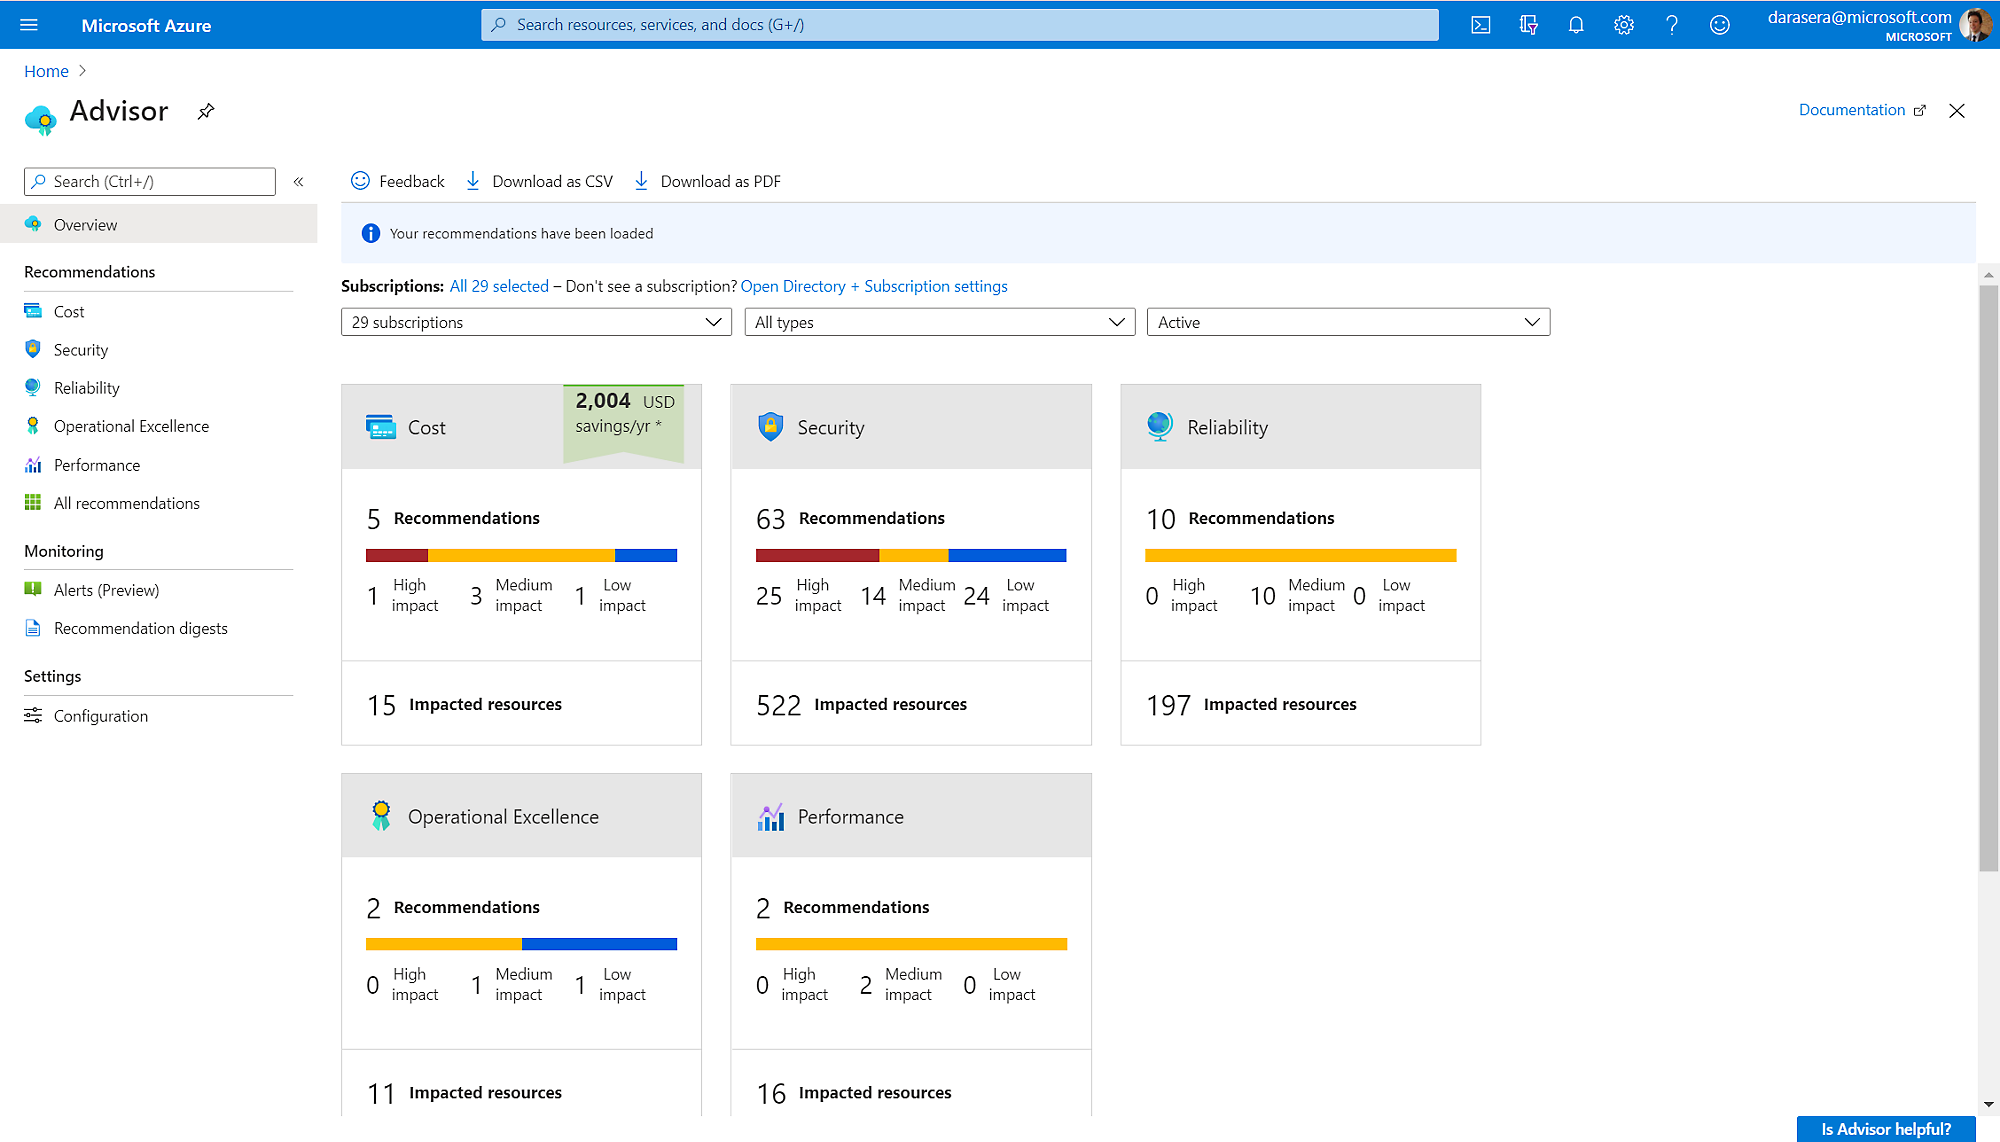 Microsoft Azure
Search resources, services, and docs (G+/)
darasera@microsoft.com
MICROSOFT
Home
Advisor
Documentation
Search (Ctrl+/)
Feedback
Download as CSV
Download as PDF
Overview
Recommendations
Cost
Security
Reliability
Operational Excellence
Performance
All recommendations
Monitoring
Alerts (Preview)
Recommendation digests
Settings
Configuration
Your recommendations have been loaded
Subscriptions: All 29 selected – Don't see a subscription? Open Directory + Subscription settings
29 subscriptions
All types
Active
Cost
2,004 USD
savings/yr *
5 Recommendations
1 High impact
3 Medium impact
1 Low impact
15 Impacted resources
Security
63 Recommendations
25 High impact
14 Medium impact
24 Low impact
522 Impacted resources
Reliability
10 Recommendations
0 High impact
10 Medium impact
0 Low impact
197 Impacted resources
Operational Excellence
2 Recommendations
0 High impact
1 Medium impact
1 Low impact
11 Impacted resources
Performance
2 Recommendations
0 High impact
2 Medium impact
0 Low impact
16 Impacted resources
Is Advisor helpful?